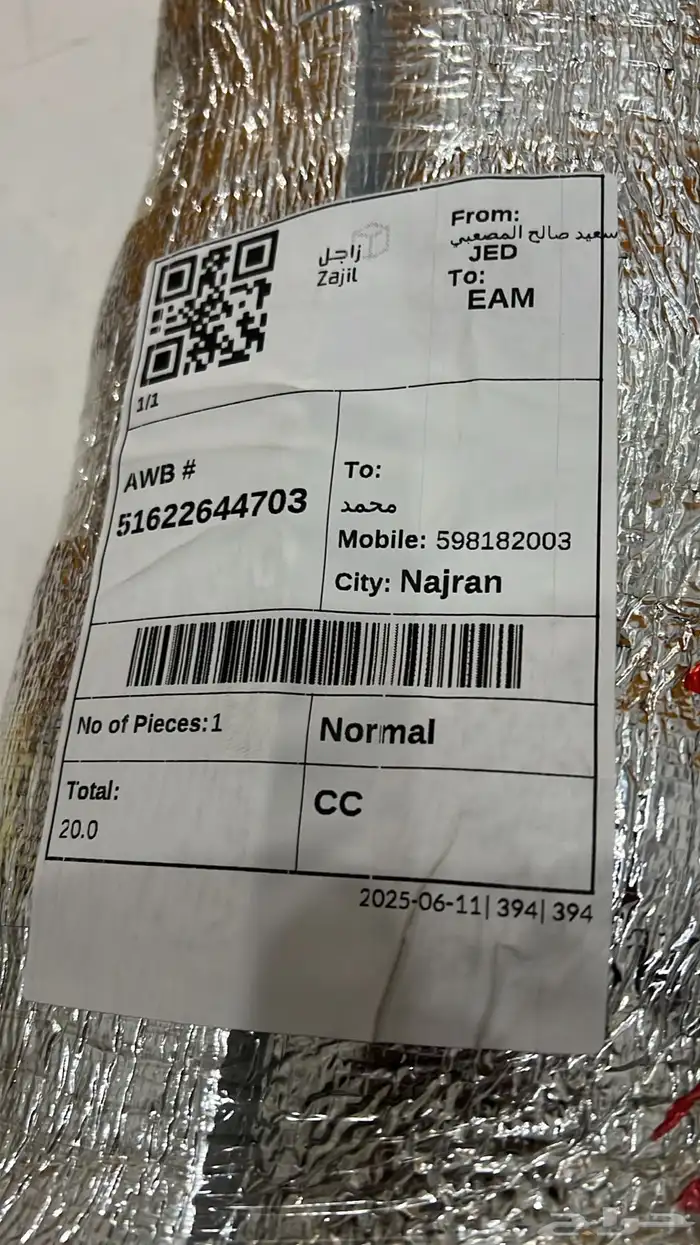 From:
سعيد صالح المصعبي
JED
To:
EAM
زاجل
Zajil
1/1
AWB #
51622644703
To:
محمد
Mobile: 598182003
City: Najran
No of Pieces:1
Normal
Total:
20.0
CC
2025-06-11| 394| 394
حراج